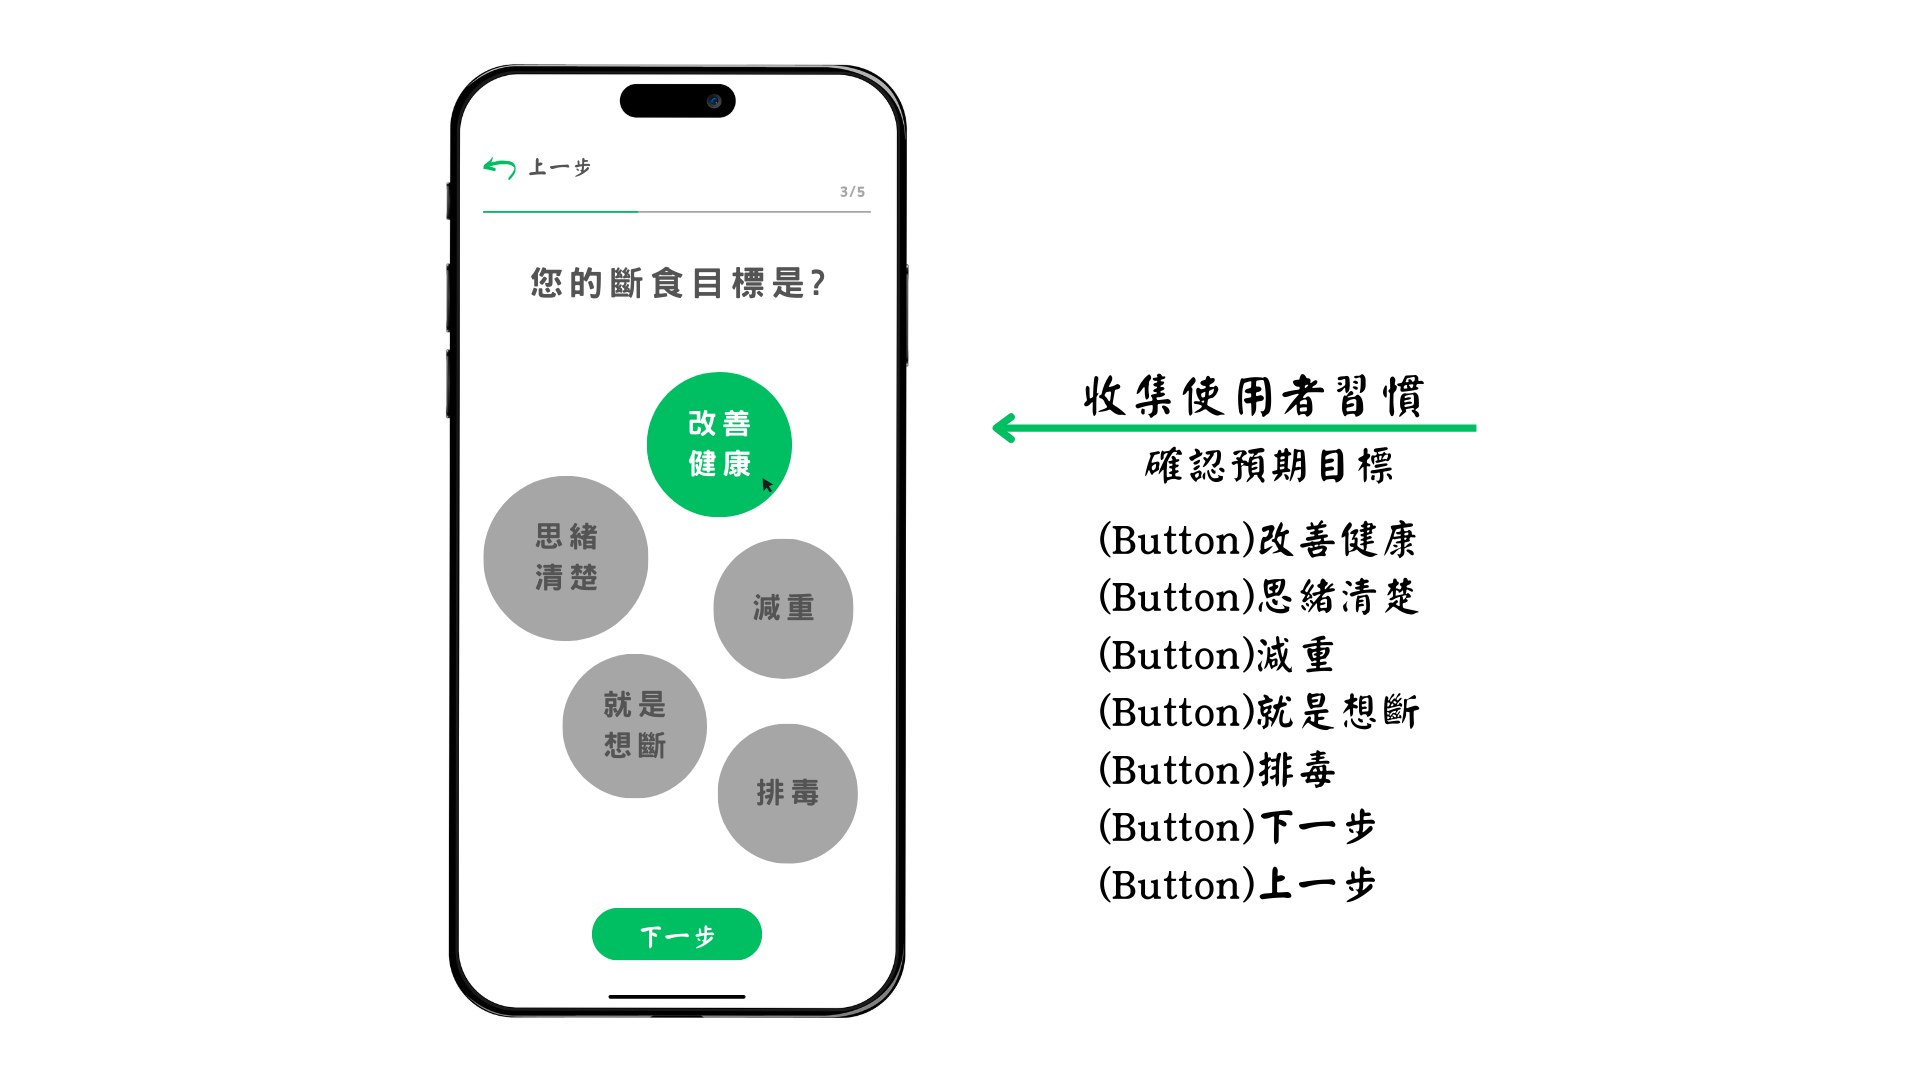 上一步
3/5
您的斷食目標是?
改善
健康
思緒
清楚
減重
就是
想斷
排毒
下一步
收集使用者習慣
確認預期目標
(Button)改善健康
(Button)思緒清楚
(Button)減重
(Button)就是想斷
(Button)排毒
(Button)下一步
(Button)上一步